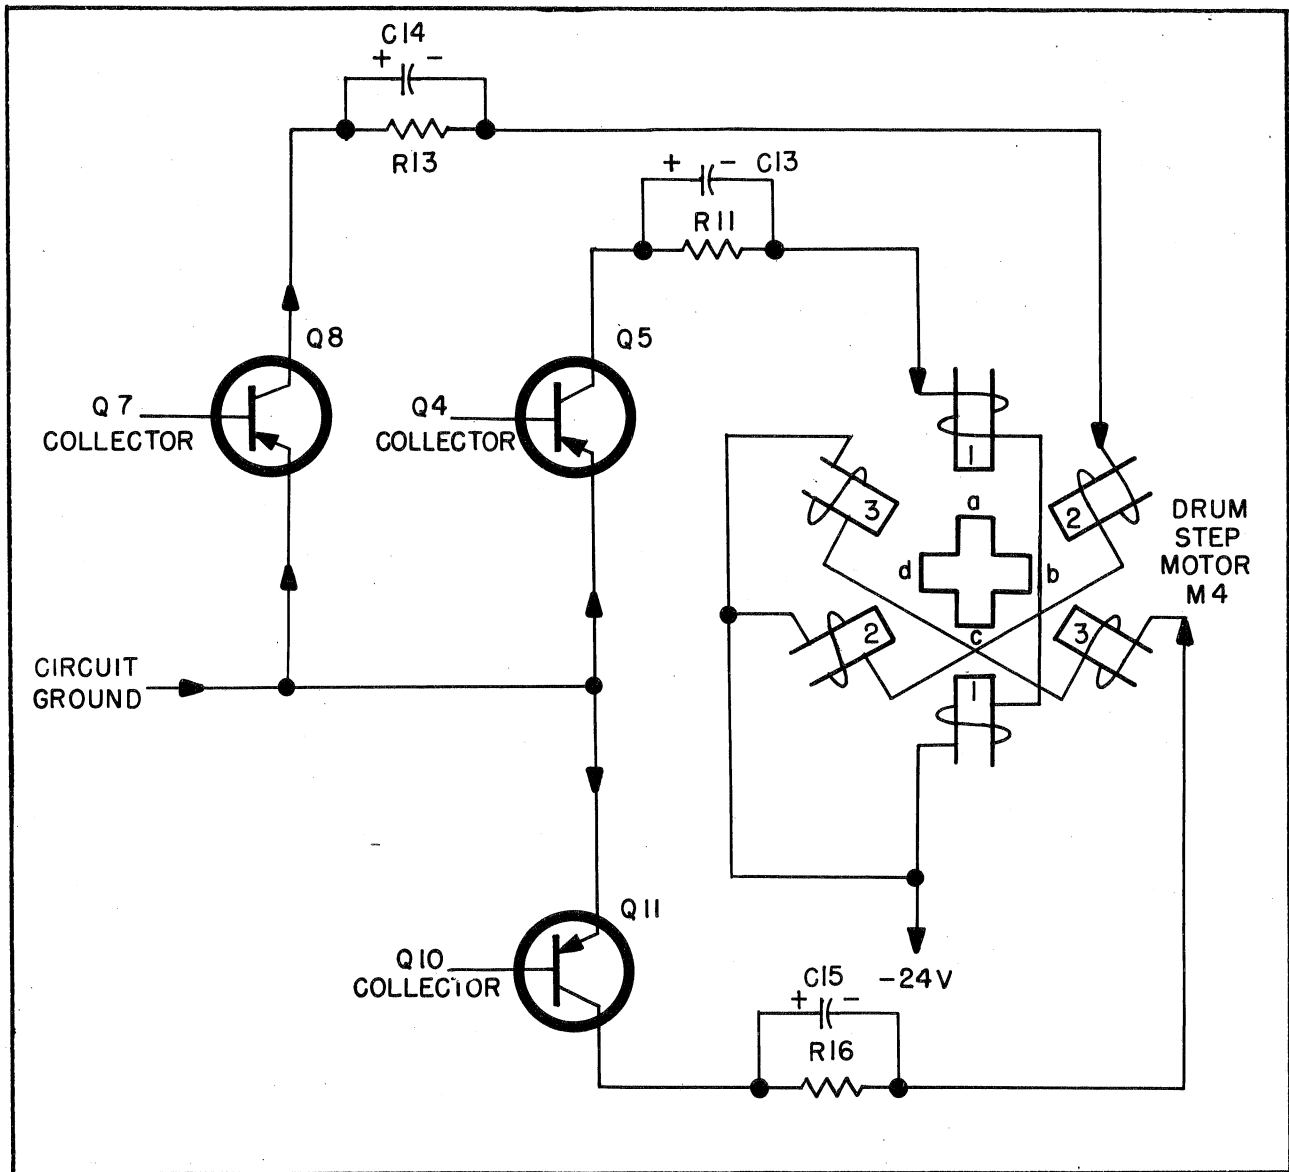 C14
+ -
R13
+ - C13
R11
Q8
Q5
Q7
COLLECTOR
Q4
COLLECTOR
1
3
2
a
d
b
c
2
3
1
DRUM
STEP
MOTOR
M4
CIRCUIT
GROUND
Q11
Q10
COLLECTOR
-24V
C15
+ -
R16